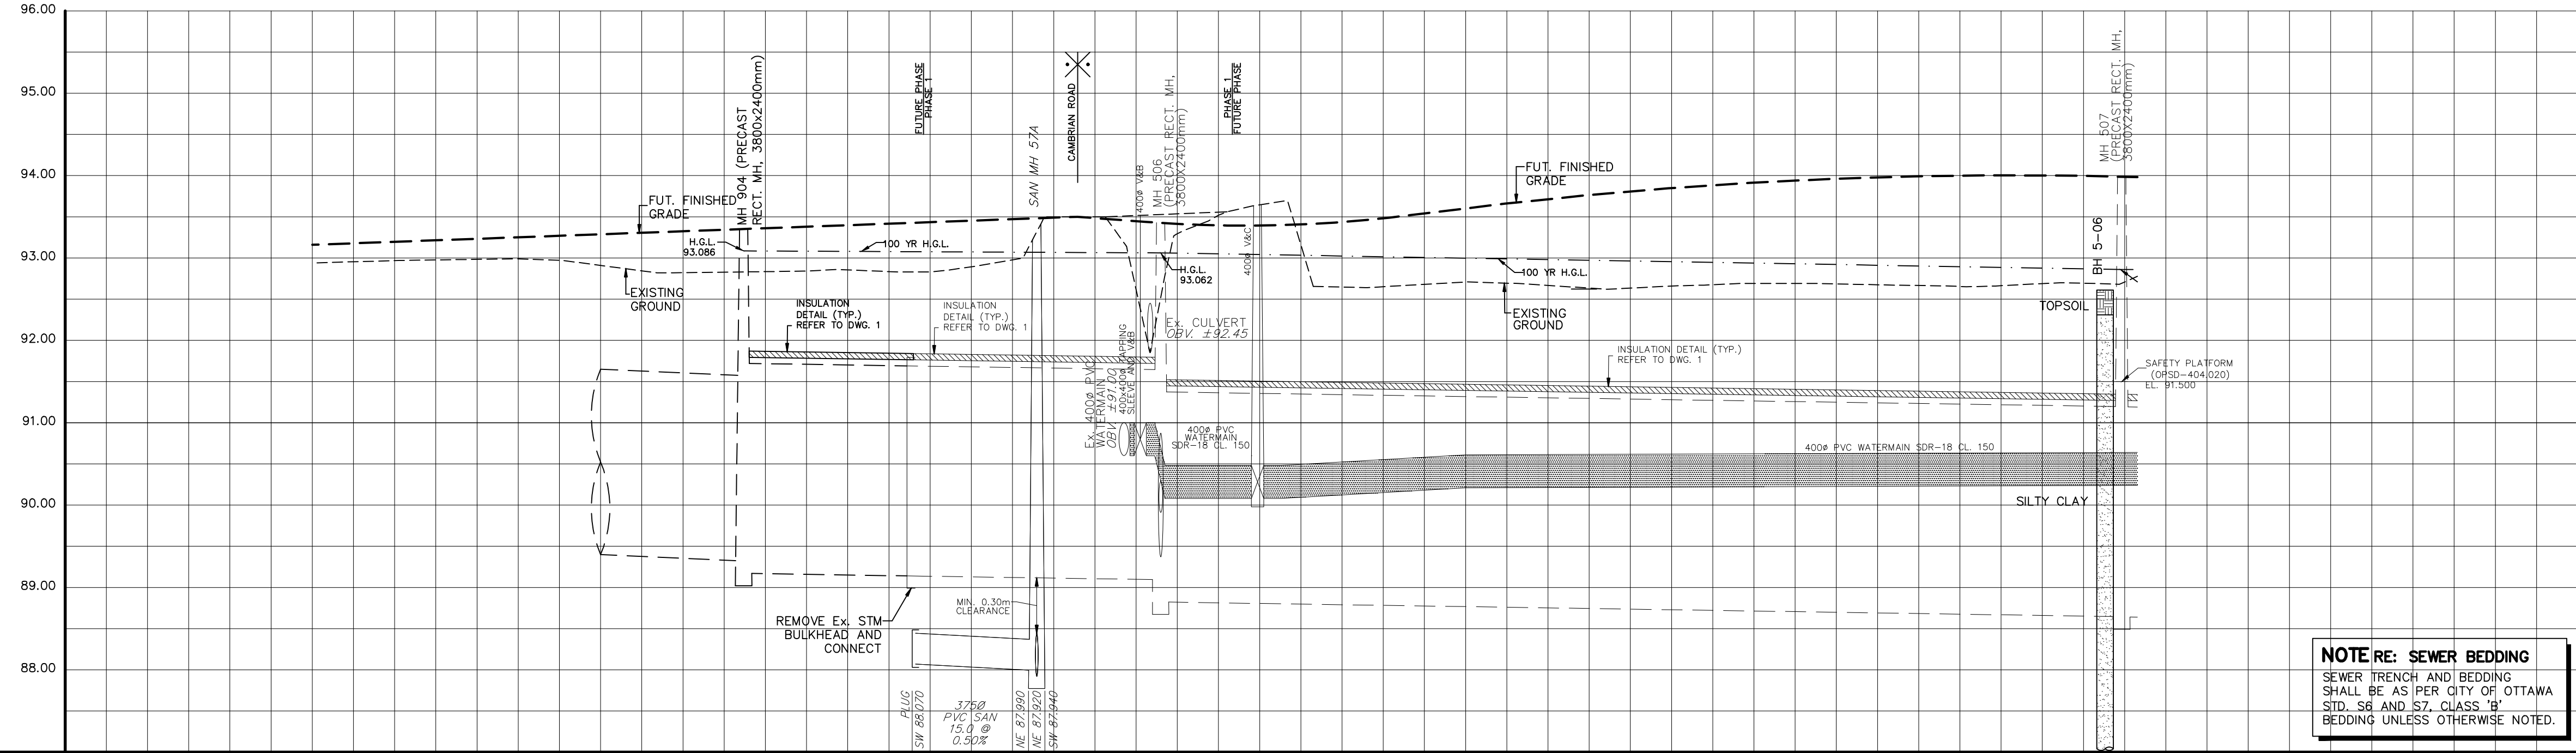 96.00
95.00
94.00
93.00
92.00
91.00
90.00
89.00
88.00
FUT. FINISHED
GRADE
EXISTING
GROUND
H.G.L.
93.086
MH 904 (PRECAST
RECT. MH, 3800x2400mm)
100 YR H.G.L.
INSULATION
DETAIL (TYP.)
REFER TO DWG. 1
INSULATION
DETAIL (TYP.)
REFER TO DWG. 1
FUTURE PHASE
PHASE 1
SAN MH 57A
CAMBRIAN ROAD
400ø V&B
MH 506
(PRECAST RECT. MH,
3800X2400mm)
PHASE 1
FUTURE PHASE
400ø V&C
H.G.L.
93.062
Ex. CULVERT
OBV. ±92.45
Ex. 400ø PVC
WATERMAIN
OBV. ±91.00
400x400ø TAPPING
SLEEVE AND V&B
400ø PVC
WATERMAIN
SDR-18 CL. 150
REMOVE Ex. STM
BULKHEAD AND
CONNECT
MIN. 0.30m
CLEARANCE
PLUG
SW 88.070
375Ø
PVC SAN
15.0 @
0.50%
NE 87.990
NE 87.920
SW 87.940
FUT. FINISHED
GRADE
100 YR H.G.L.
EXISTING
GROUND
INSULATION DETAIL (TYP.)
REFER TO DWG. 1
400ø PVC WATERMAIN SDR-18 CL. 150
MH 507
(PRECAST RECT. MH,
3800X2400mm)
BH 5-06
TOPSOIL
SILTY CLAY
SAFETY PLATFORM
(OPSD-404.020)
EL. 91.500
NOTE RE: SEWER BEDDING
SEWER TRENCH AND BEDDING
SHALL BE AS PER CITY OF OTTAWA
STD. S6 AND S7, CLASS 'B'
BEDDING UNLESS OTHERWISE NOTED.